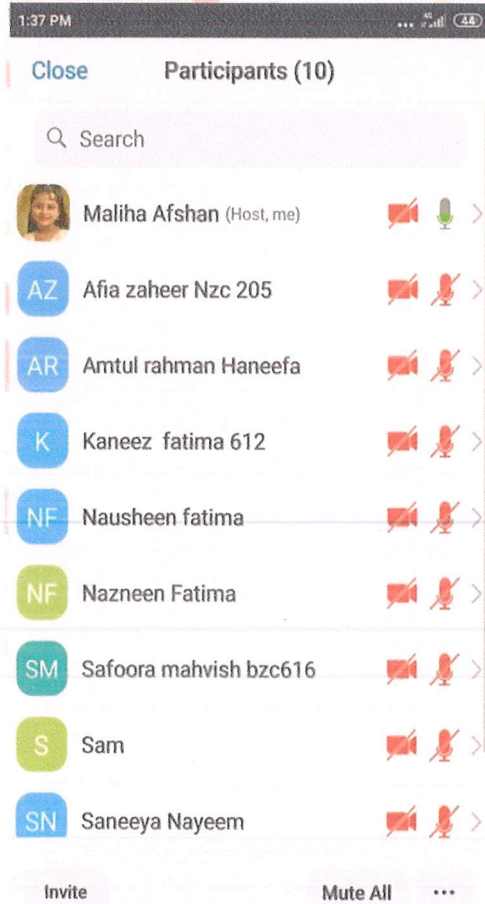 1:37 PM ... 4G 44
Close Participants (10)
Search
Maliha Afshan (Host, me)
AZ Afia zaheer Nzc 205
AR Amtul rahman Haneefa
K Kaneez fatima 612
NF Nausheen fatima
NF Nazneen Fatima
SM Safoora mahvish bzc616
S Sam
SN Saneeya Nayeem
Invite Mute All ...